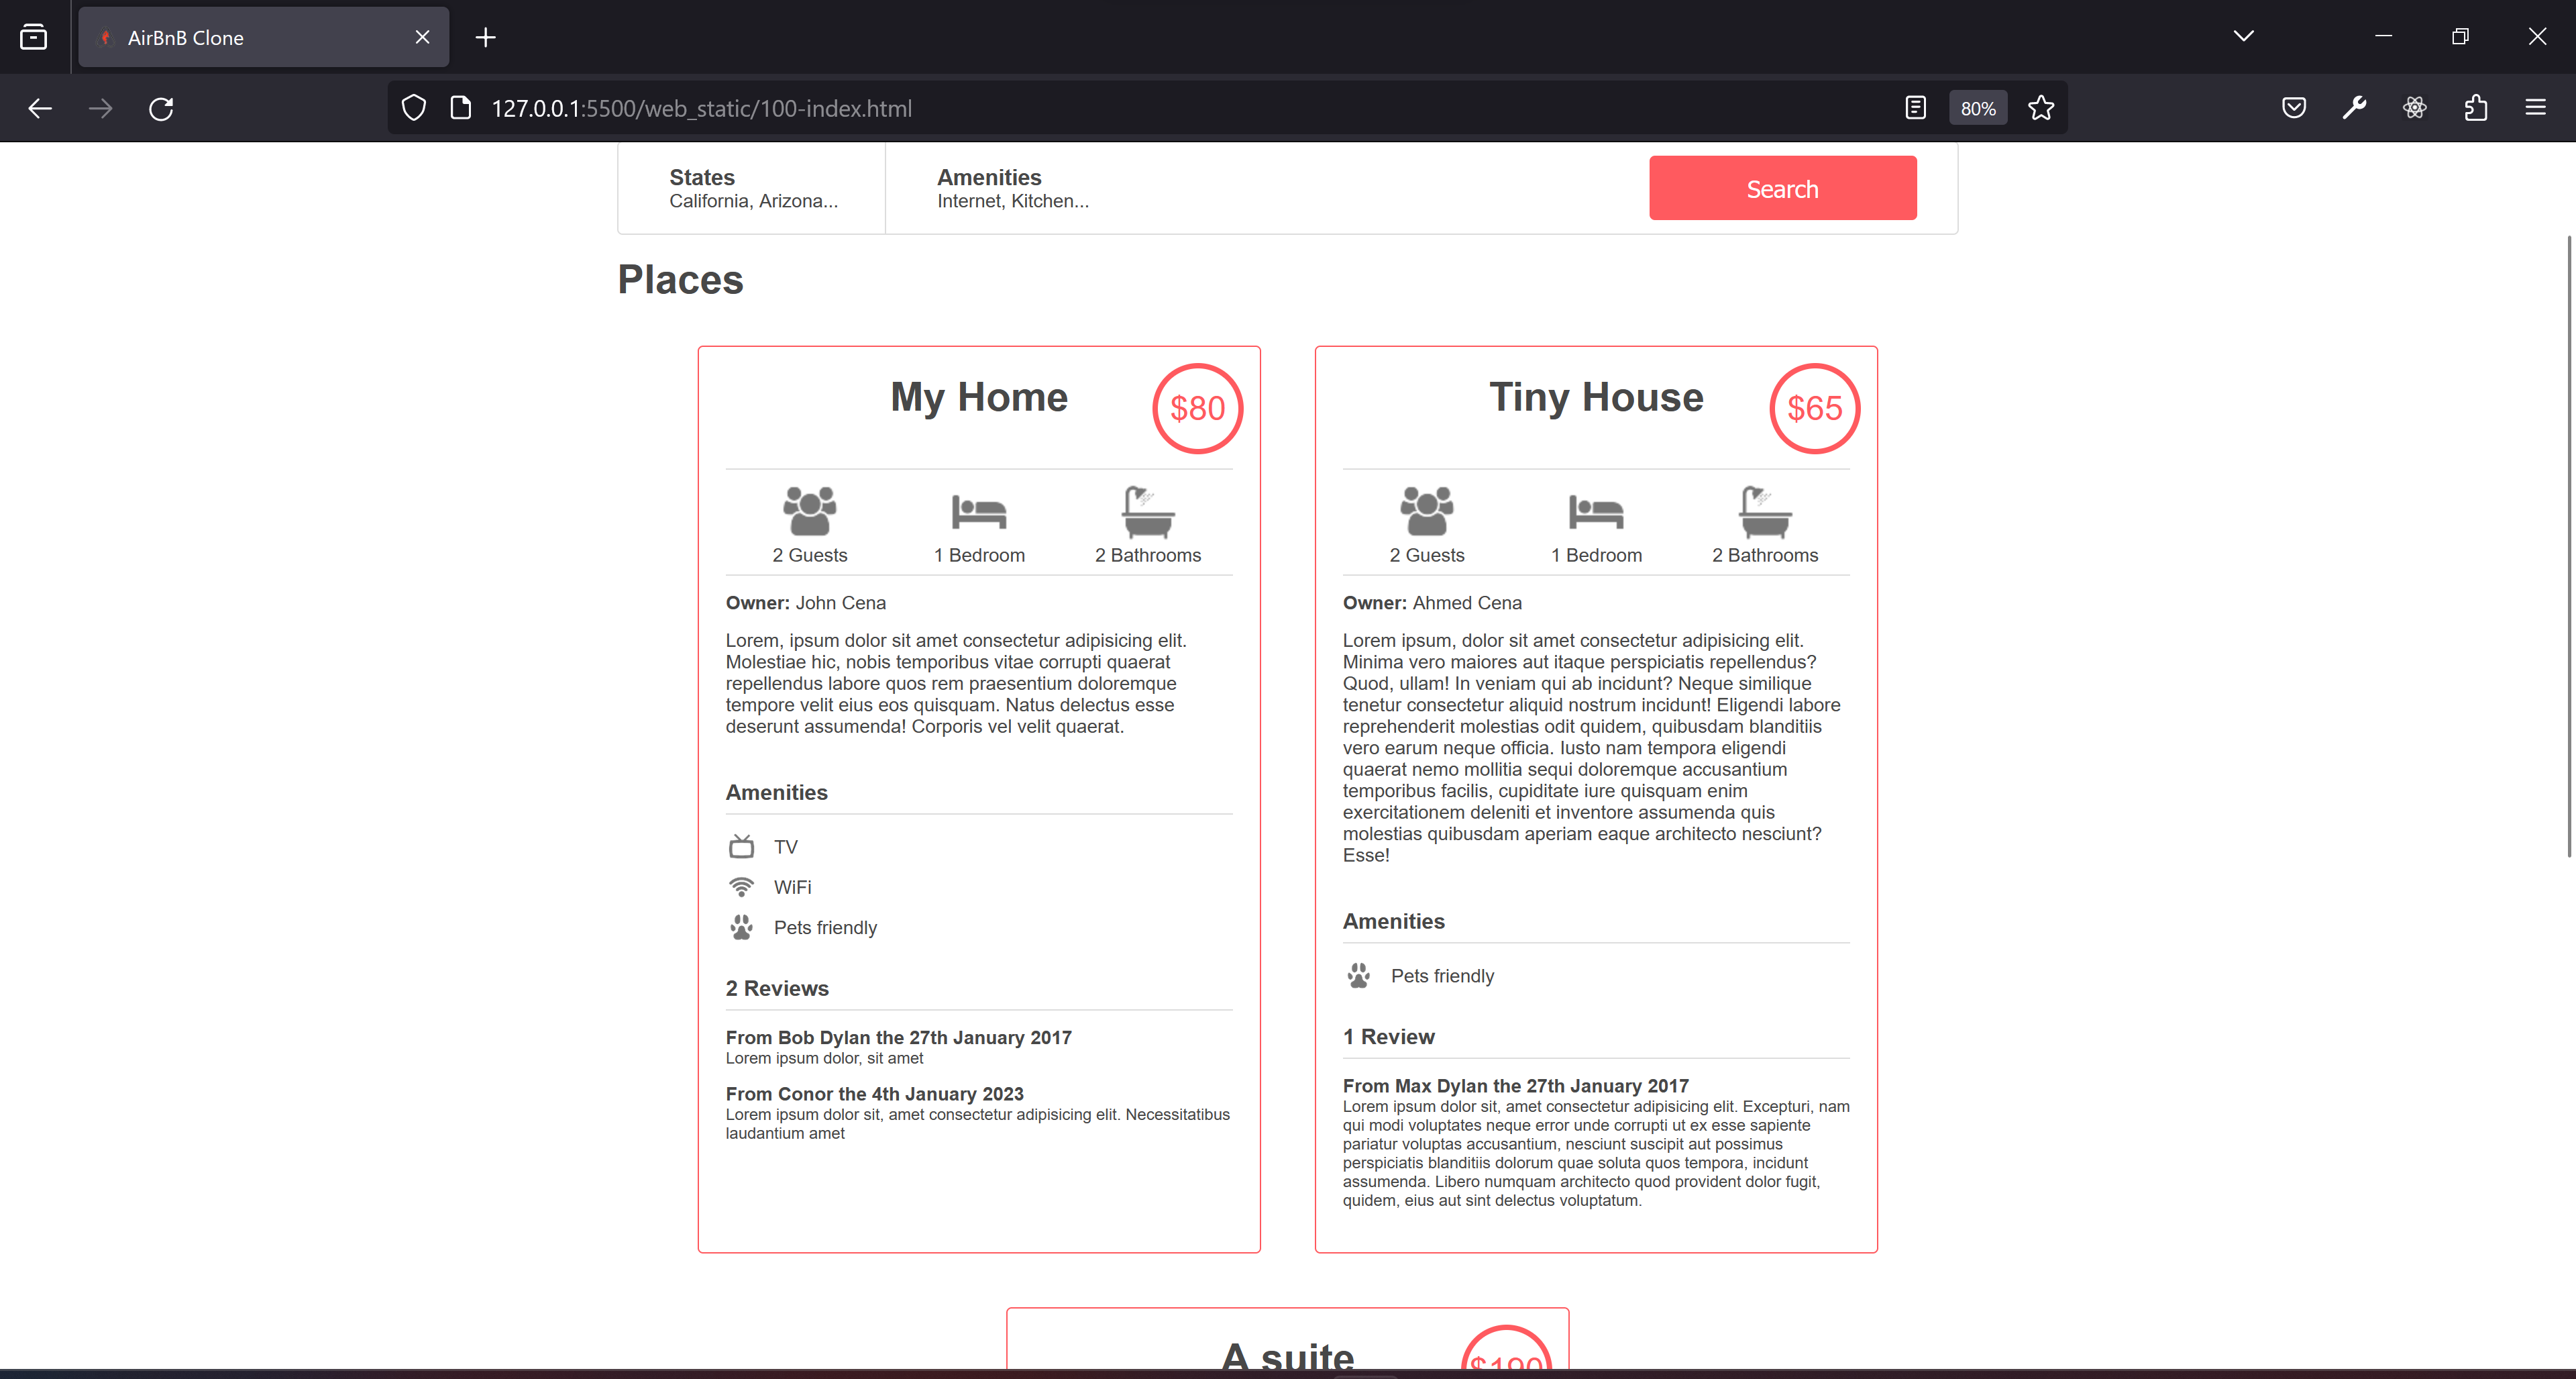 AirBnB Clone
127.0.0.1:5500/web_static/100-index.html
80%
States
California, Arizona...
Amenities
Internet, Kitchen...
Search
Places
My Home
$80
2 Guests
1 Bedroom
2 Bathrooms
Owner: John Cena
Lorem, ipsum dolor sit amet consectetur adipisicing elit.
Molestiae hic, nobis temporibus vitae corrupti quaerat
repellendus labore quos rem praesentium doloremque
tempore velit eius eos quisquam. Natus delectus esse
deserunt assumenda! Corporis vel velit quaerat.
Amenities
TV
WiFi
Pets friendly
2 Reviews
From Bob Dylan the 27th January 2017
Lorem ipsum dolor, sit amet
From Conor the 4th January 2023
Lorem ipsum dolor sit, amet consectetur adipisicing elit. Necessitatibus
laudantium amet
Tiny House
$65
2 Guests
1 Bedroom
2 Bathrooms
Owner: Ahmed Cena
Lorem ipsum, dolor sit amet consectetur adipisicing elit.
Minima vero maiores aut itaque perspiciatis repellendus?
Quod, ullam! In veniam qui ab incidunt? Neque similique
tenetur consectetur aliquid nostrum incidunt! Eligendi labore
reprehenderit molestias odit quidem, quibusdam blanditiis
vero earum neque officia. Iusto nam tempora eligendi
quaerat nemo mollitia sequi doloremque accusantium
temporibus facilis, cupiditate iure quisquam enim
exercitationem deleniti et inventore assumenda quis
molestias quibusdam aperiam eaque architecto nesciunt?
Esse!
Amenities
Pets friendly
1 Review
From Max Dylan the 27th January 2017
Lorem ipsum dolor sit, amet consectetur adipisicing elit. Excepturi, nam
qui modi voluptates neque error unde corrupti ut ex esse sapiente
pariatur voluptas accusantium, nesciunt suscipit aut possimus
perspiciatis blanditiis dolorum quae soluta quos tempora, incidunt
assumenda. Libero numquam architecto quod provident dolor fugit,
quidem, eius aut sint delectus voluptatum.
A suite
$190